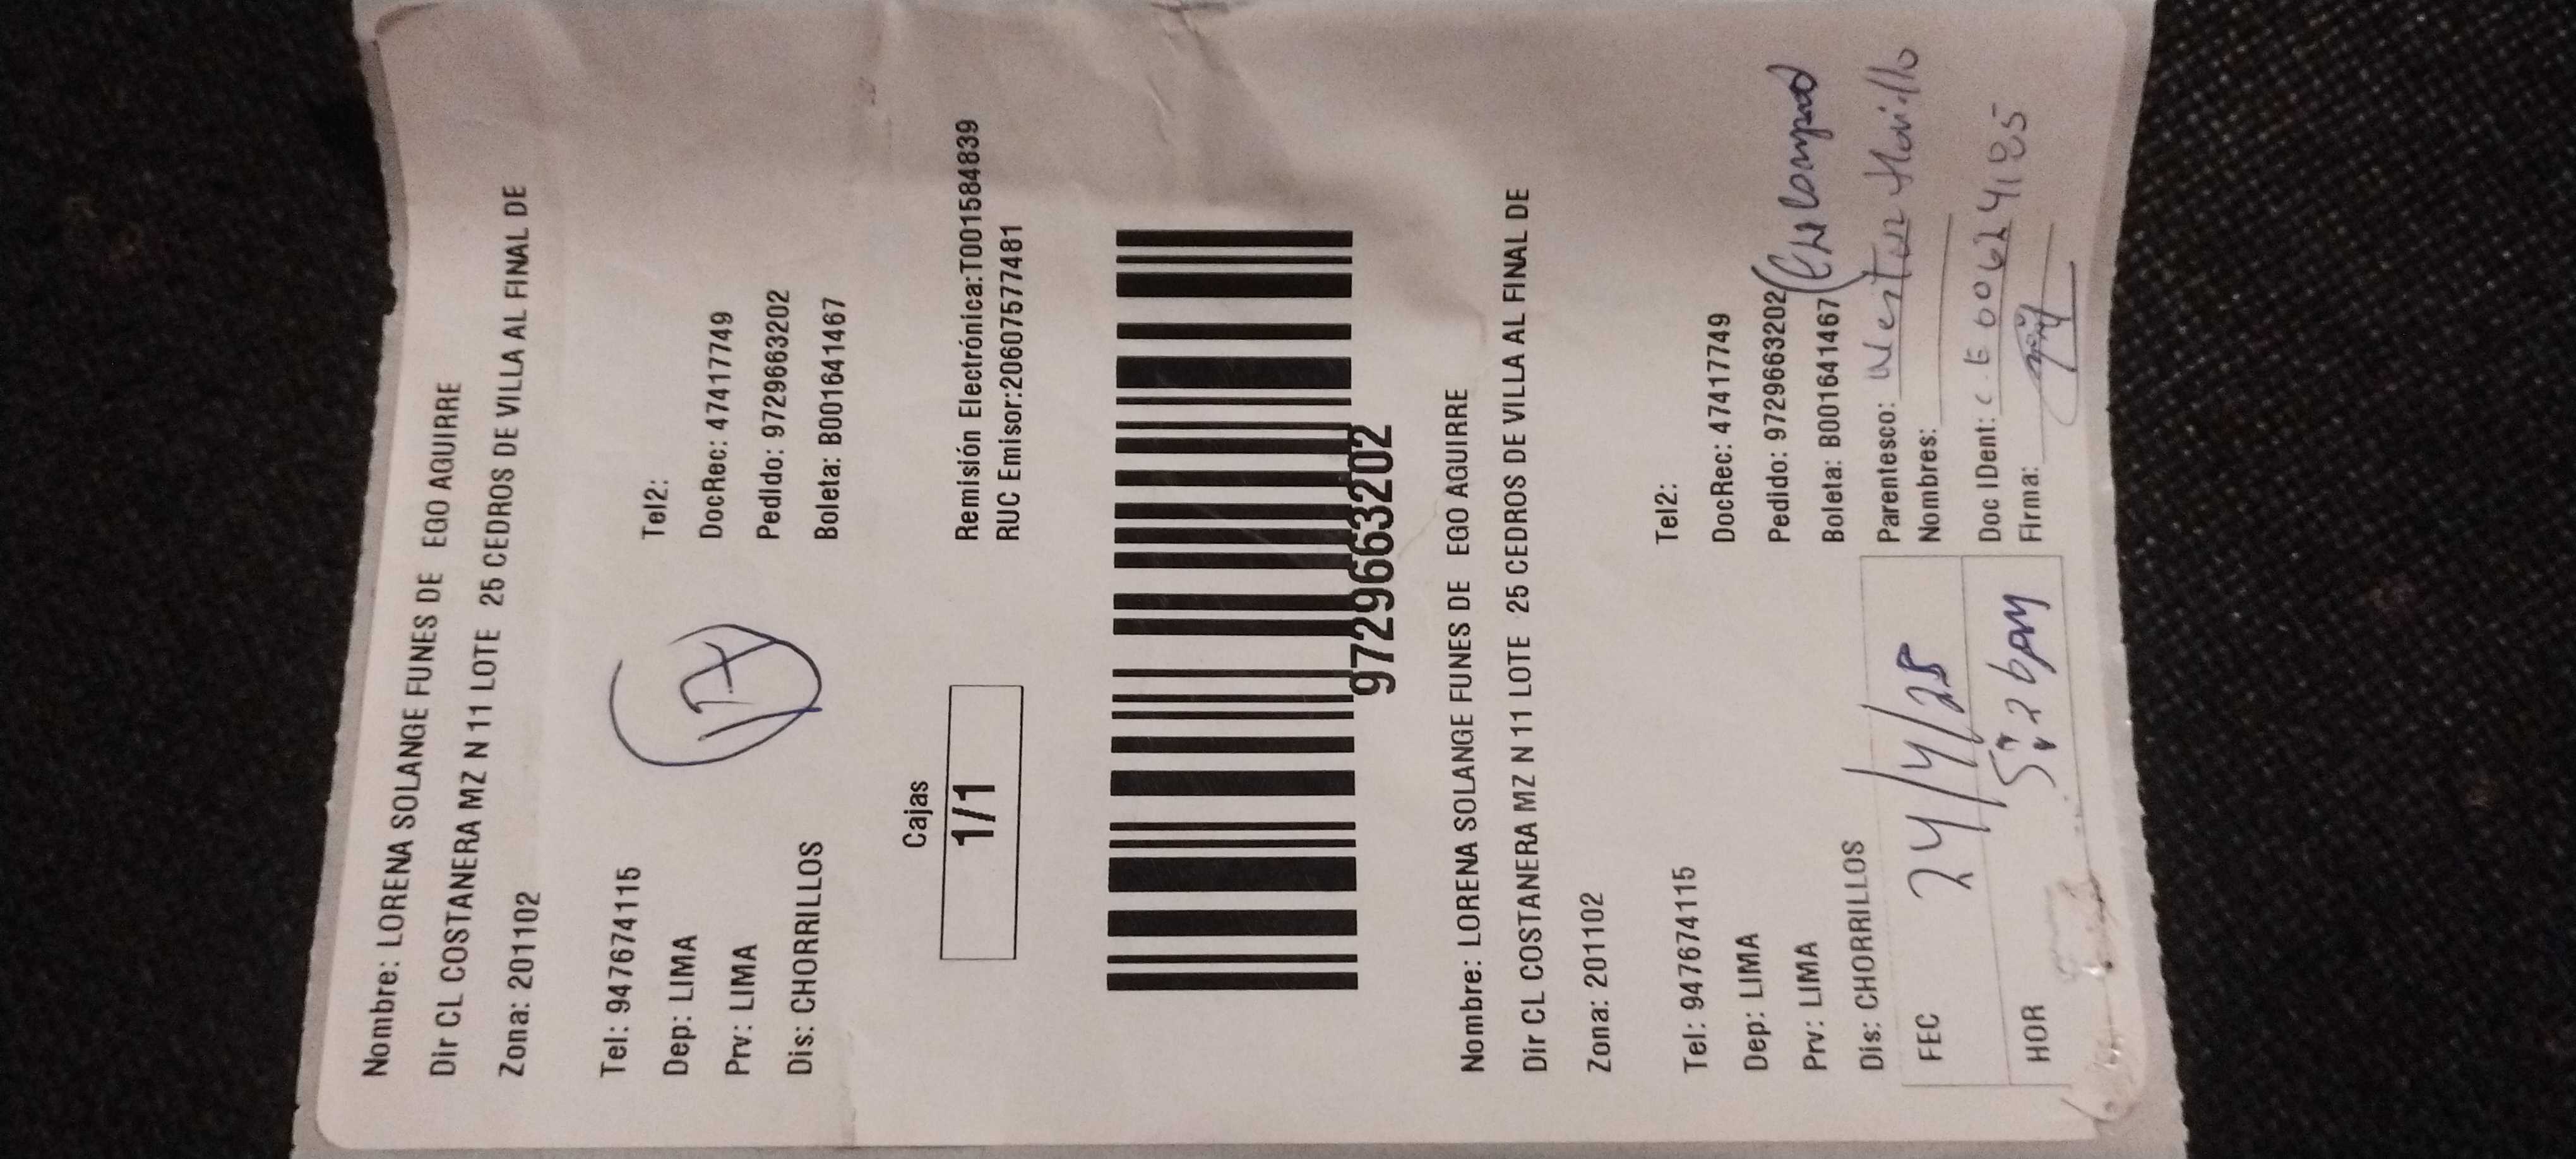 Nombre: LORENA SOLANGE FUNES DE EGO AGUIRRE
Dir CL COSTANERA MZ N 11 LOTE 25 CEDROS DE VILLA AL FINAL DE
Zona: 201102
Tel: 947674115 Tel2:
Dep: LIMA DocRec: 47417749
Prv: LIMA Pedido: 9729663202
Dis: CHORRILLOS Boleta: B001641467
17
Cajas
1/1
Remisión Electrónica:T001584839
RUC Emisor:20607577481
9729663202
Nombre: LORENA SOLANGE FUNES DE EGO AGUIRRE
Dir CL COSTANERA MZ N 11 LOTE 25 CEDROS DE VILLA AL FINAL DE
Zona: 201102
Tel: 947674115 Tel2:
Dep: LIMA DocRec: 47417749
Prv: LIMA Pedido: 9729663202
Dis: CHORRILLOS Boleta: B001641467
FEC 24/4/25 Parentesco:
Nombres:
HOR 5:26pm Doc IDent:
Firma: